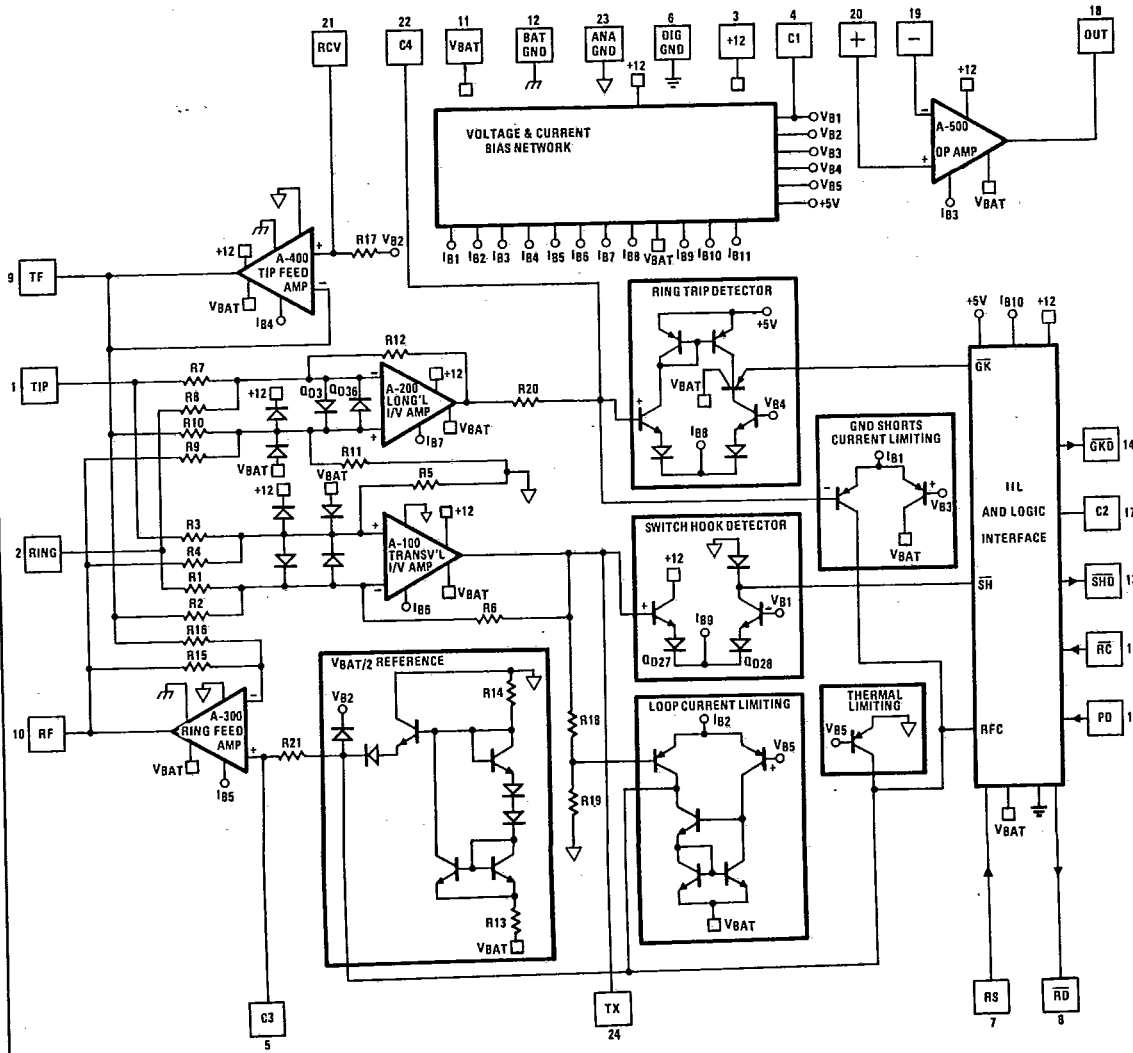 21
22
11
12
23
6
3
4
20
19
18
RCV
C4
VBAT
BAT GND
ANA GND
DIG GND
+12
C1
+
−
OUT
+12
+12
VOLTAGE & CURRENT
BIAS NETWORK
VB1
VB2
VB3
VB4
VB5
+5V
−
A-500
OP AMP
+
IB3
VBAT
IB1
IB2
IB3
IB4
IB5
IB6
IB7
IB8
VBAT
IB9
IB10
IB11
9
TF
+12
A-400
TIP FEED
AMP
+
−
R17
VB2
VBAT
IB4
RING TRIP DETECTOR
+5V
VBAT
+
VB4
IB8
+5V
IB10
+12
GK
1
TIP
R7
R8
R10
R9
R12
+12
QD3
QD36
VBAT
−
A-200
LONG'L
I/V AMP
+
+12
VBAT
IB7
R20
R11
R5
GND SHORTS
CURRENT LIMITING
IB1
−
+
VB3
VBAT
IIL
AND LOGIC
INTERFACE
GKD
14
C2
17
SHD
1
RC
1
PD
1
+12
VBAT
2
RING
R3
R4
R1
R2
R16
R15
+
A-100
TRANSV'L
I/V AMP
−
+12
VBAT
IB6
R6
SWITCH HOOK DETECTOR
+12
+
IB9
VB1
−
QD27
QD28
SH
10
RF
A-300
RING FEED
AMP
−
+
VBAT
IB5
R21
VBAT/2 REFERENCE
VB2
R14
R13
VBAT
R18
R19
LOOP CURRENT LIMITING
IB2
VB5
+
VBAT
THERMAL
LIMITING
VB5
RFC
VBAT
C3
5
TX
24
RS
7
RD
8